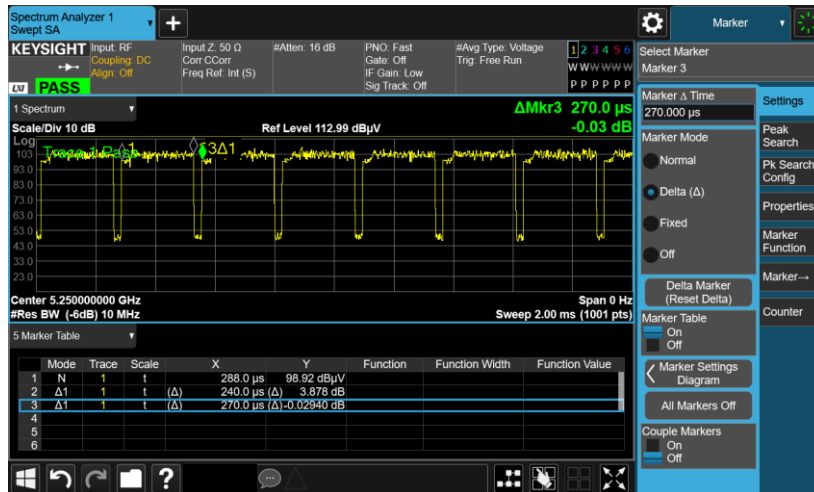 Spectrum Analyzer 1
Swept SA
Marker
KEYSIGHT
Input: RF
Coupling: DC
Align: Off
Input Z: 50 Ω
Corr CCorr
Freq Ref: Int (S)
#Atten: 16 dB
PNO: Fast
Gate: Off
IF Gain: Low
Sig Track: Off
#Avg Type: Voltage
Trig: Free Run
1 2 3 4 5 6
W W W W W W
P P P P P P
LXI PASS
1 Spectrum
Scale/Div 10 dB
Ref Level 112.99 dBµV
ΔMkr3 270.0 µs
-0.03 dB
Log
Trace 1 Pass
3Δ1
103
93.0
83.0
73.0
63.0
53.0
43.0
33.0
23.0
Center 5.250000000 GHz
#Res BW (-6dB) 10 MHz
Span 0 Hz
Sweep 2.00 ms (1001 pts)
5 Marker Table
Mode Trace Scale X Y Function Function Width Function Value
1 N 1 t 288.0 µs 98.92 dBµV
2 Δ1 1 t (Δ) 240.0 µs (Δ) 3.878 dB
3 Δ1 1 t (Δ) 270.0 µs (Δ) -0.02940 dB
4
5
6
Select Marker
Marker 3
Marker Δ Time
270.000 µs
Marker Mode
Normal
Delta (Δ)
Fixed
Off
Delta Marker
(Reset Delta)
Marker Table
On
Off
Marker Settings
Diagram
All Markers Off
Couple Markers
On
Off
Settings
Peak
Search
Pk Search
Config
Properties
Marker
Function
Marker→
Counter